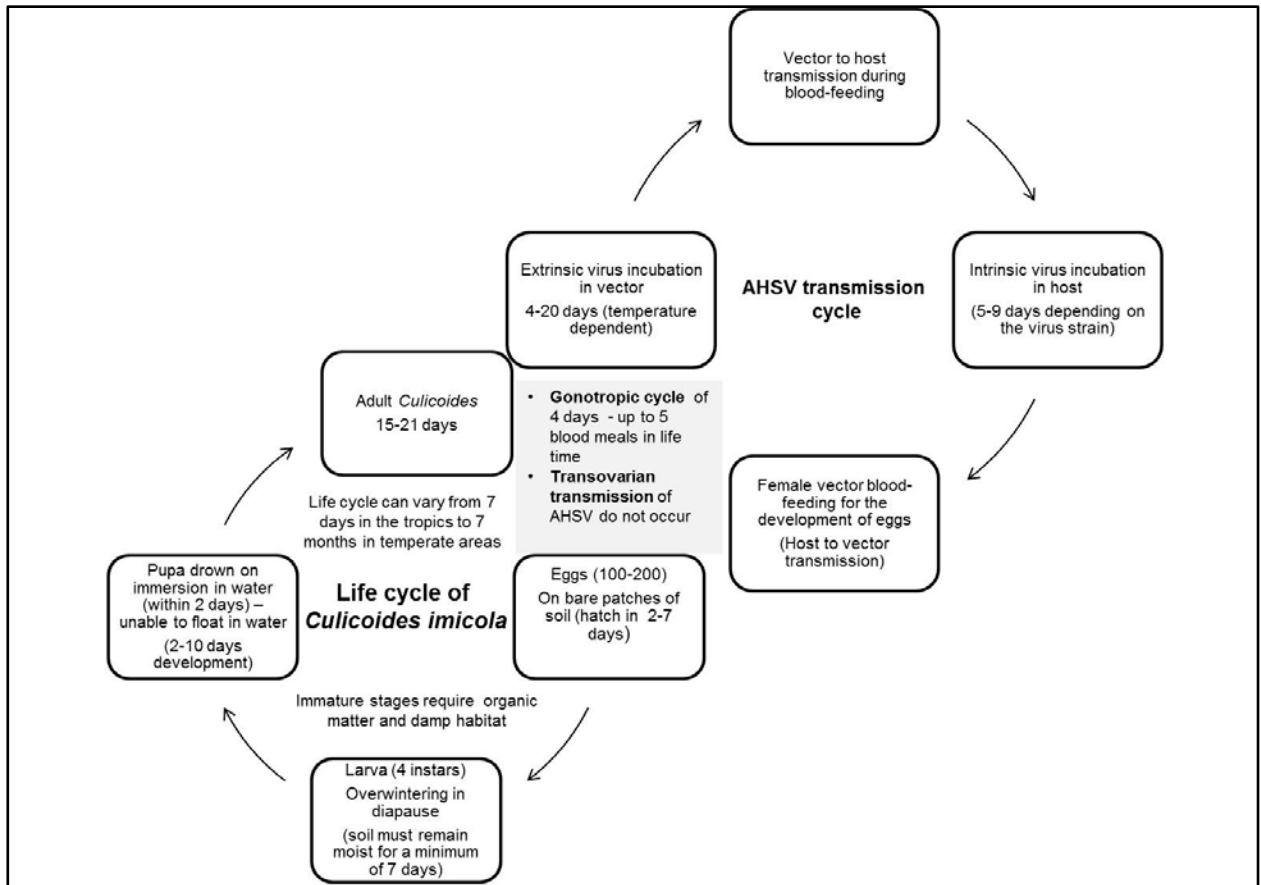 Vector to host
transmission during
blood-feeding
Extrinsic virus incubation
in vector
4-20 days (temperature
dependent)
AHSV transmission
cycle
Intrinsic virus incubation
in host
(5-9 days depending on
the virus strain)
Adult Culicoides
15-21 days
• Gonotropic cycle of
4 days - up to 5
blood meals in life
time
• Transovarian
transmission of
AHSV do not occur
Female vector blood-
feeding for the
development of eggs
(Host to vector
transmission)
Life cycle can vary from 7
days in the tropics to 7
months in temperate areas
Pupa drown on
immersion in water
(within 2 days) –
unable to float in water
(2-10 days
development)
Life cycle of
Culicoides imicola
Eggs (100-200)
On bare patches of
soil (hatch in 2-7
days)
Immature stages require organic
matter and damp habitat
Larva (4 instars)
Overwintering in
diapause
(soil must remain
moist for a minimum
of 7 days)